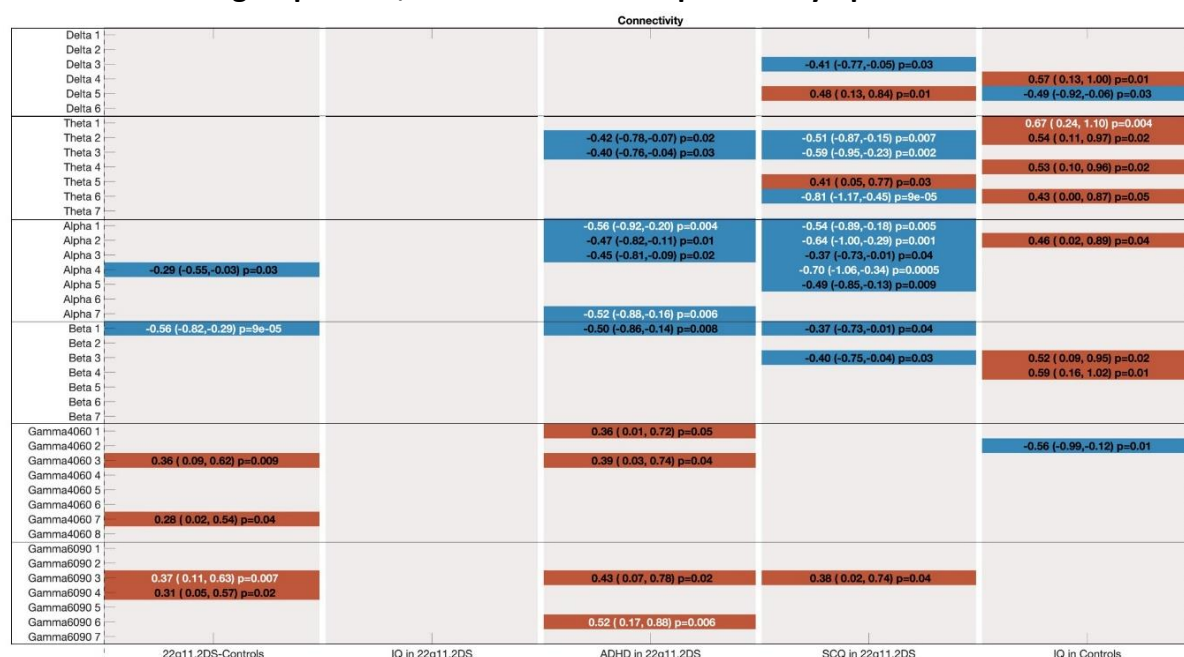 Connectivity
Delta 1
Delta 2
Delta 3 -0.41 (-0.77,-0.05) p=0.03
Delta 4 0.57 ( 0.13, 1.00) p=0.01
Delta 5 0.48 ( 0.13, 0.84) p=0.01 -0.49 (-0.92,-0.06) p=0.03
Delta 6
Theta 1 0.67 ( 0.24, 1.10) p=0.004
Theta 2 -0.42 (-0.78,-0.07) p=0.02 -0.51 (-0.87,-0.15) p=0.007 0.54 ( 0.11, 0.97) p=0.02
Theta 3 -0.40 (-0.76,-0.04) p=0.03 -0.59 (-0.95,-0.23) p=0.002
Theta 4 0.53 ( 0.10, 0.96) p=0.02
Theta 5 0.41 ( 0.05, 0.77) p=0.03
Theta 6 -0.81 (-1.17,-0.45) p=9e-05 0.43 ( 0.00, 0.87) p=0.05
Theta 7
Alpha 1 -0.56 (-0.92,-0.20) p=0.004 -0.54 (-0.89,-0.18) p=0.005
Alpha 2 -0.47 (-0.82,-0.11) p=0.01 -0.64 (-1.00,-0.29) p=0.001 0.46 ( 0.02, 0.89) p=0.04
Alpha 3 -0.45 (-0.81,-0.09) p=0.02 -0.37 (-0.73,-0.01) p=0.04
Alpha 4 -0.29 (-0.55,-0.03) p=0.03 -0.70 (-1.06,-0.34) p=0.0005
Alpha 5 -0.49 (-0.85,-0.13) p=0.009
Alpha 6
Alpha 7 -0.52 (-0.88,-0.16) p=0.006
Beta 1 -0.56 (-0.82,-0.29) p=9e-05 -0.50 (-0.86,-0.14) p=0.008 -0.37 (-0.73,-0.01) p=0.04
Beta 2
Beta 3 -0.40 (-0.75,-0.04) p=0.03 0.52 ( 0.09, 0.95) p=0.02
Beta 4 0.59 ( 0.16, 1.02) p=0.01
Beta 5
Beta 6
Beta 7
Gamma4060 1 0.36 ( 0.01, 0.72) p=0.05
Gamma4060 2 -0.56 (-0.99,-0.12) p=0.01
Gamma4060 3 0.36 ( 0.09, 0.62) p=0.009 0.39 ( 0.03, 0.74) p=0.04
Gamma4060 4
Gamma4060 5
Gamma4060 6
Gamma4060 7 0.28 ( 0.02, 0.54) p=0.04
Gamma4060 8
Gamma6090 1
Gamma6090 2
Gamma6090 3 0.37 ( 0.11, 0.63) p=0.007 0.43 ( 0.07, 0.78) p=0.02 0.38 ( 0.02, 0.74) p=0.04
Gamma6090 4 0.31 ( 0.05, 0.57) p=0.02
Gamma6090 5
Gamma6090 6 0.52 ( 0.17, 0.88) p=0.006
Gamma6090 7
22q11.2DS-Controls IQ in 22q11.2DS ADHD in 22q11.2DS SCQ in 22q11.2DS IQ in Controls